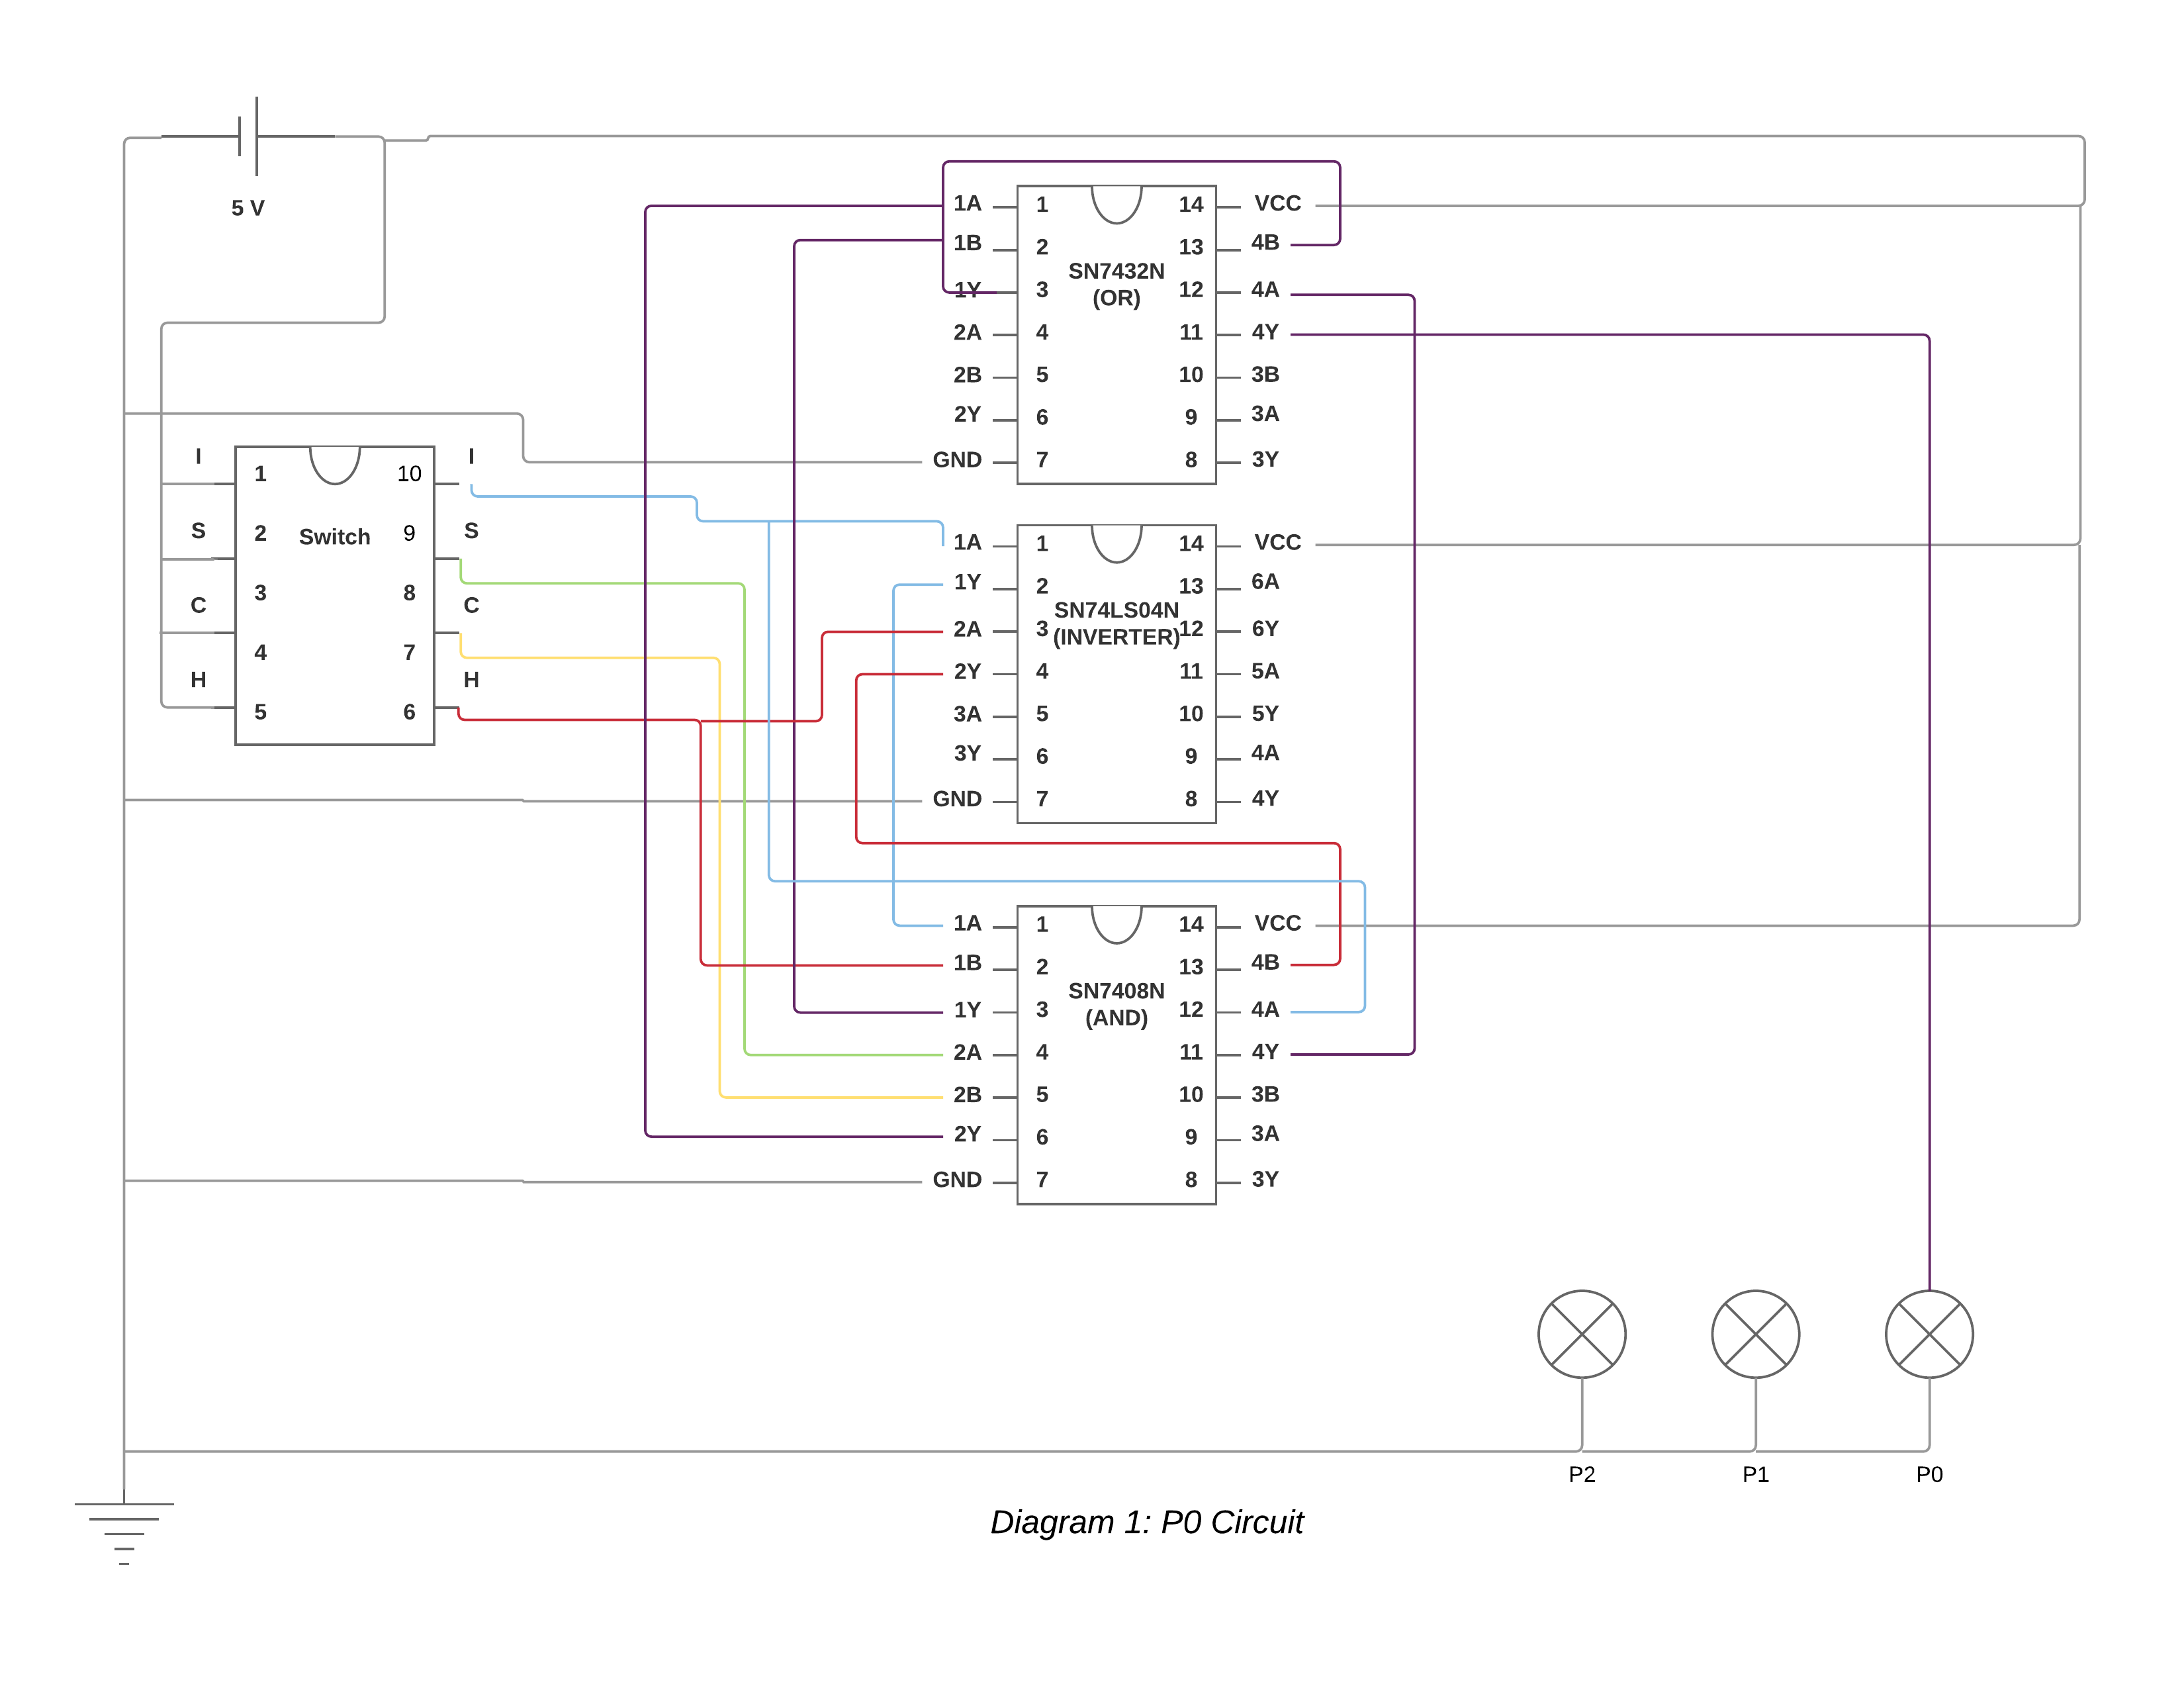 5 V
I
S
C
H
1
2
3
4
5
Switch
10
9
8
7
6
I
S
C
H
1A
1B
1Y
2A
2B
2Y
GND
1
2
3
4
5
6
7
SN7432N
(OR)
14
13
12
11
10
9
8
VCC
4B
4A
4Y
3B
3A
3Y
1A
1Y
2A
2Y
3A
3Y
GND
1
2
3
4
5
6
7
SN74LS04N
(INVERTER)
14
13
12
11
10
9
8
VCC
6A
6Y
5A
5Y
4A
4Y
1A
1B
1Y
2A
2B
2Y
GND
1
2
3
4
5
6
7
SN7408N
(AND)
14
13
12
11
10
9
8
VCC
4B
4A
4Y
3B
3A
3Y
P2
P1
P0
Diagram 1: P0 Circuit